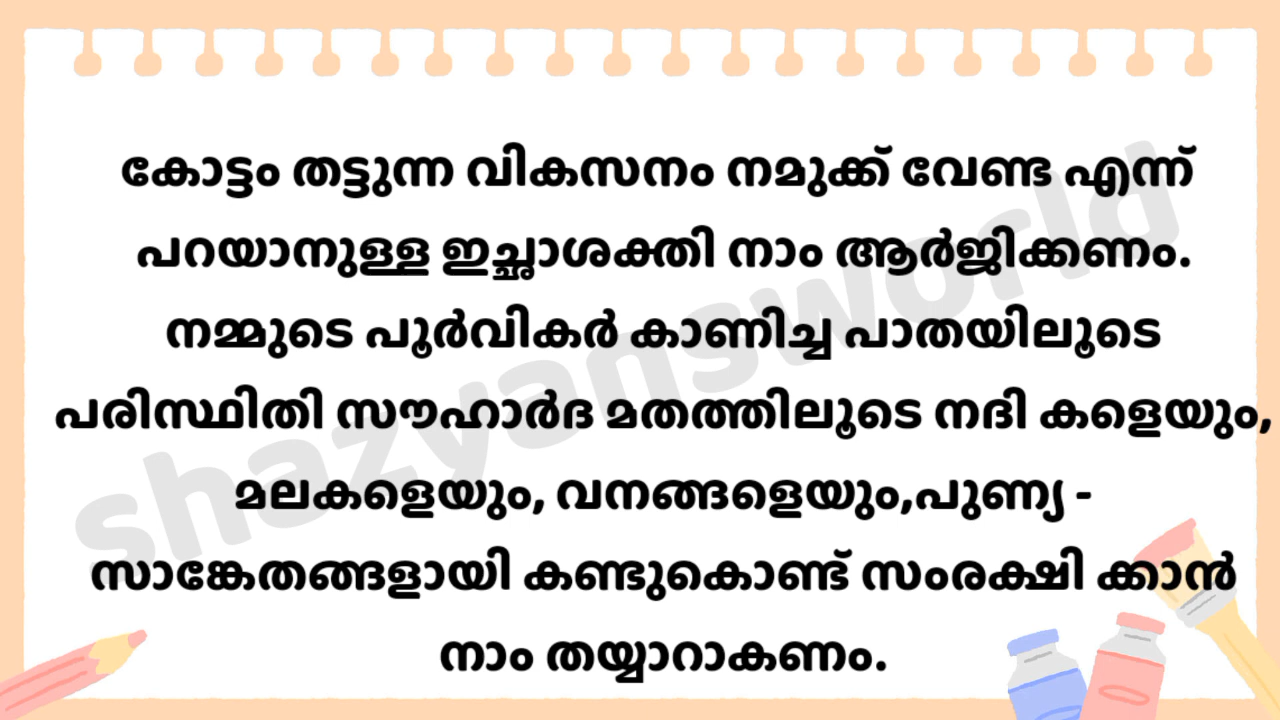 കോട്ടം തട്ടുന്ന വികസനം നമുക്ക് വേണ്ട എന്ന്
പറയാനുള്ള ഇച്ഛാശക്തി നാം ആർജിക്കണം.
നമ്മുടെ പൂർവികർ കാണിച്ച പാതയിലൂടെ
പരിസ്ഥിതി സൗഹാർദ മതത്തിലൂടെ നദി കളെയും,
മലകളെയും, വനങ്ങളെയും,പുണ്യ -
സാങ്കേതങ്ങളായി കണ്ടുകൊണ്ട് സംരക്ഷി ക്കാൻ
നാം തയ്യാറാകണം.
shazyansworld